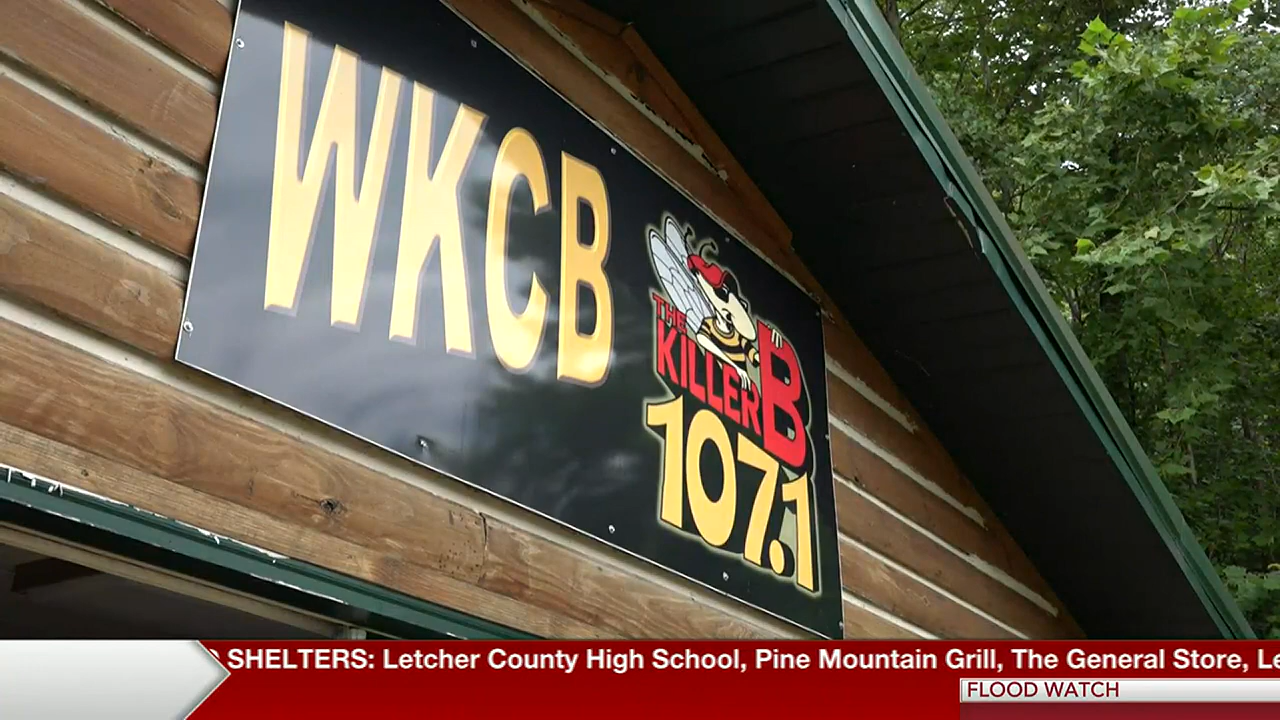 WKCB
THE
KILLER B
107.1
SHELTERS: Letcher County High School, Pine Mountain Grill, The General Store,
FLOOD WATCH